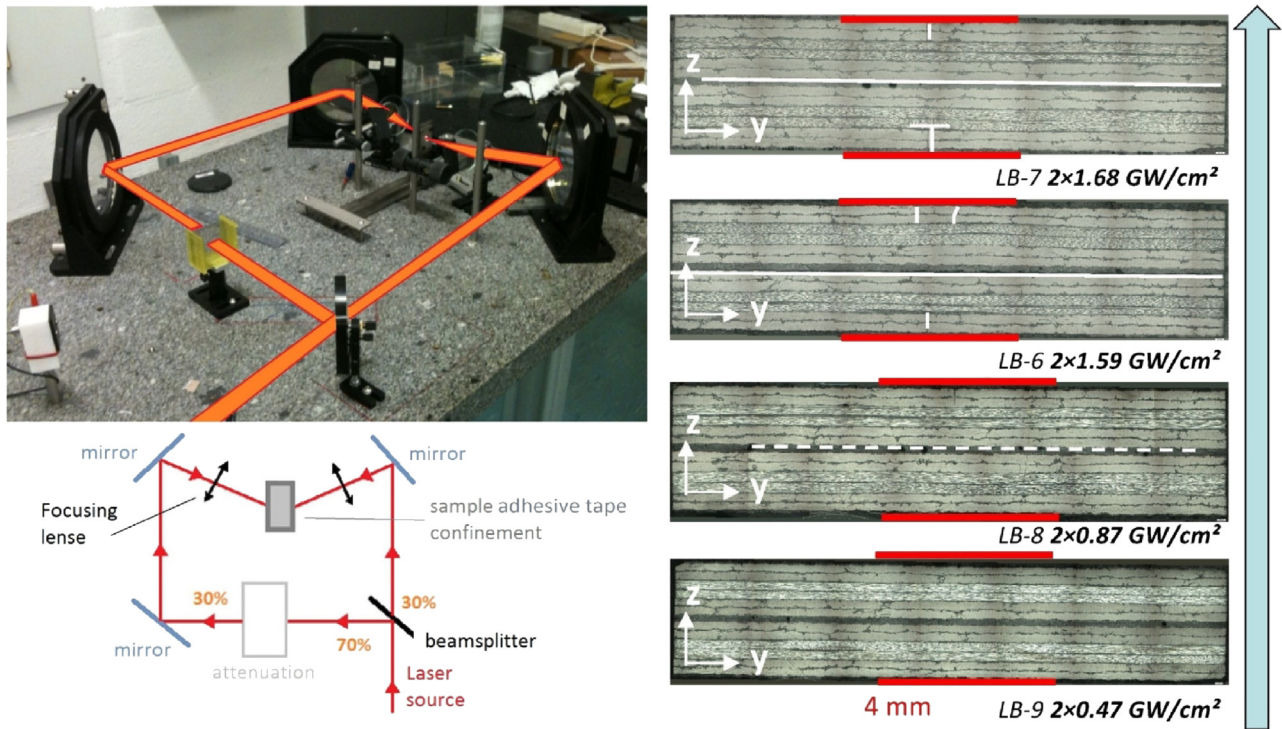 mirror
mirror
Focusing
lense
sample adhesive tape
confinement
30%
30%
70%
beamsplitter
mirror
attenuation
Laser
source
z
y
LB-7 2×1.68 GW/cm²
z
y
LB-6 2×1.59 GW/cm²
z
y
LB-8 2×0.87 GW/cm²
z
y
4 mm
LB-9 2×0.47 GW/cm²